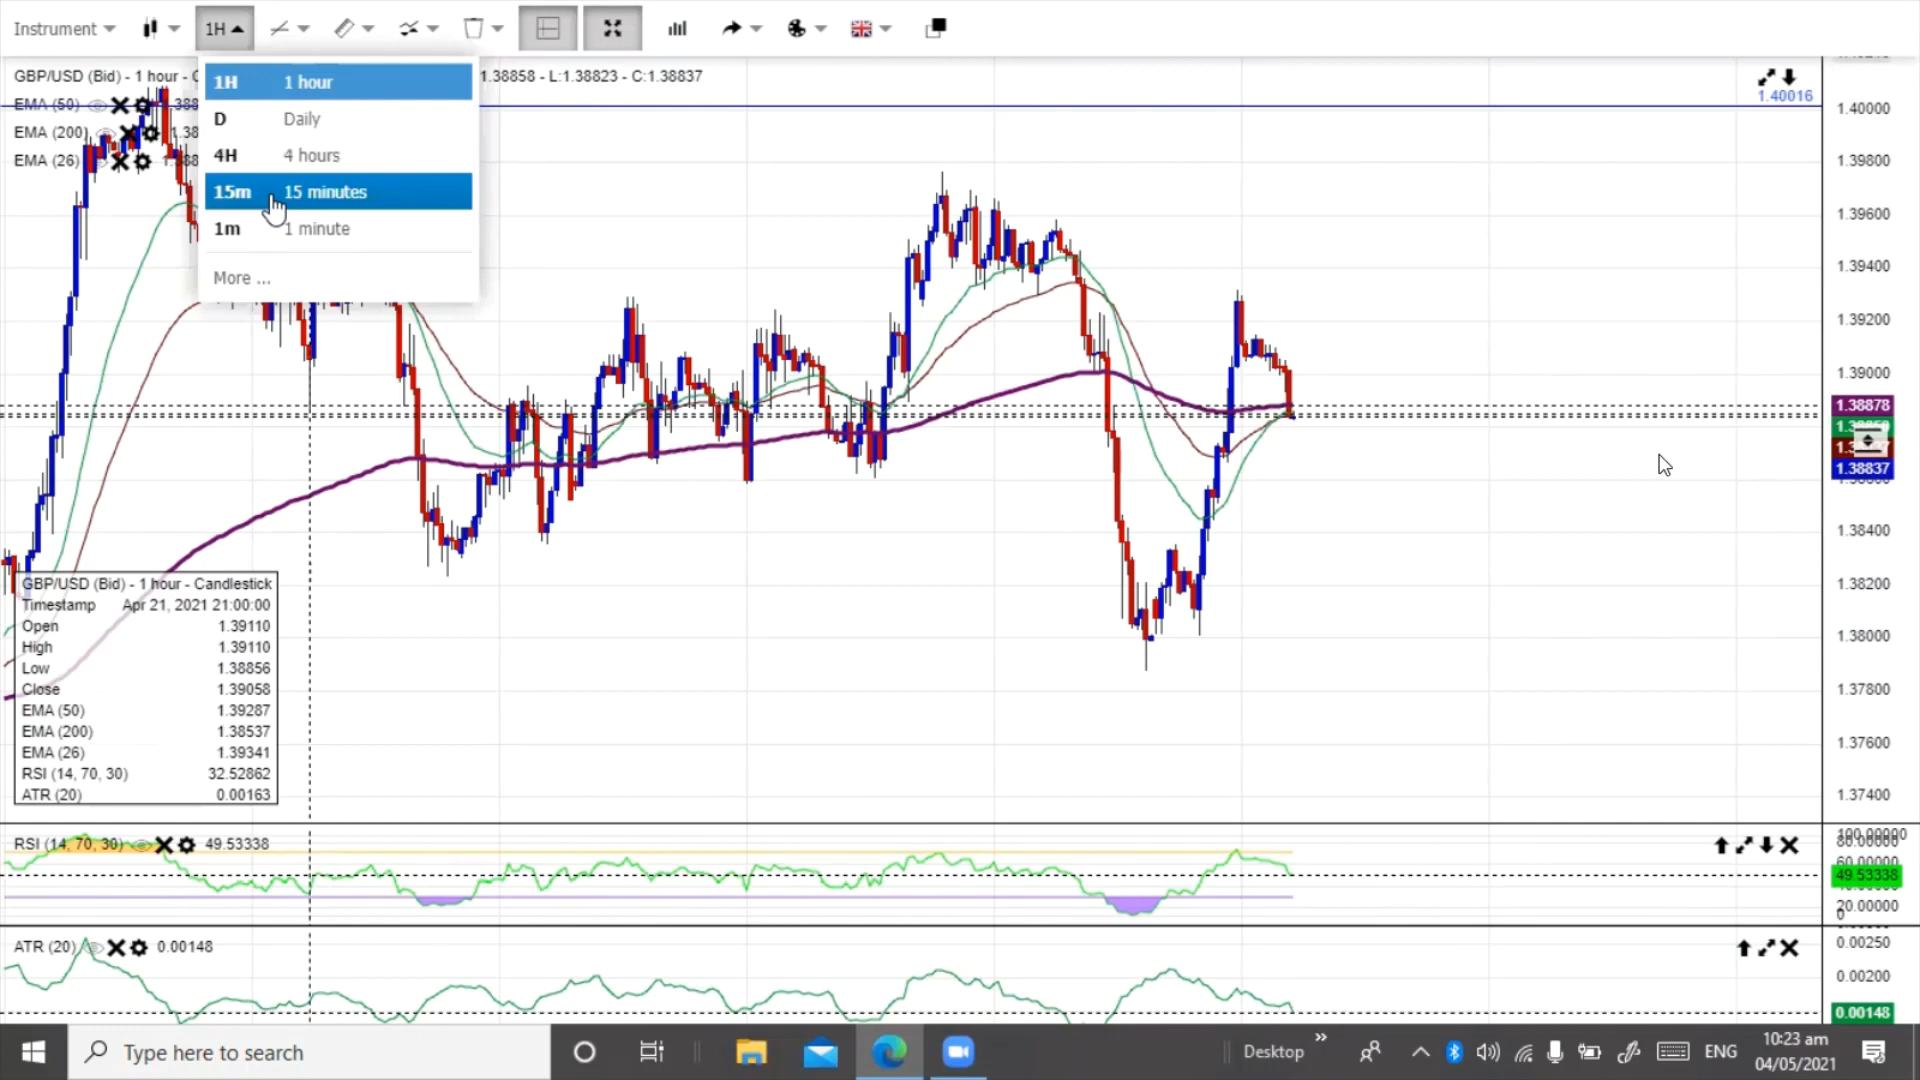 Instrument
1H
GBP/USD (Bid) - 1 hour - C
1.38858 - L:1.38823 - C:1.38837
EMA (50)
EMA (200)
EMA (26)
1H 1 hour
D Daily
4H 4 hours
15m 15 minutes
1m 1 minute
More ...
1.40016
1.40000
1.39800
1.39600
1.39400
1.39200
1.39000
1.38878
1.38837
1.38400
1.38200
1.38000
1.37800
1.37600
1.37400
GBP/USD (Bid) - 1 hour - Candlestick
Timestamp Apr 21, 2021 21:00:00
Open 1.39110
High 1.39110
Low 1.38856
Close 1.39058
EMA (50) 1.39287
EMA (200) 1.38537
EMA (26) 1.39341
RSI (14, 70, 30) 32.52862
ATR (20) 0.00163
RSI (14, 70, 30) 49.53338
100.00000
80.00000
60.00000
49.53338
20.00000
0
ATR (20) 0.00148
0.00250
0.00200
0.00148
Type here to search
Desktop
ENG
10:23 am
04/05/2021